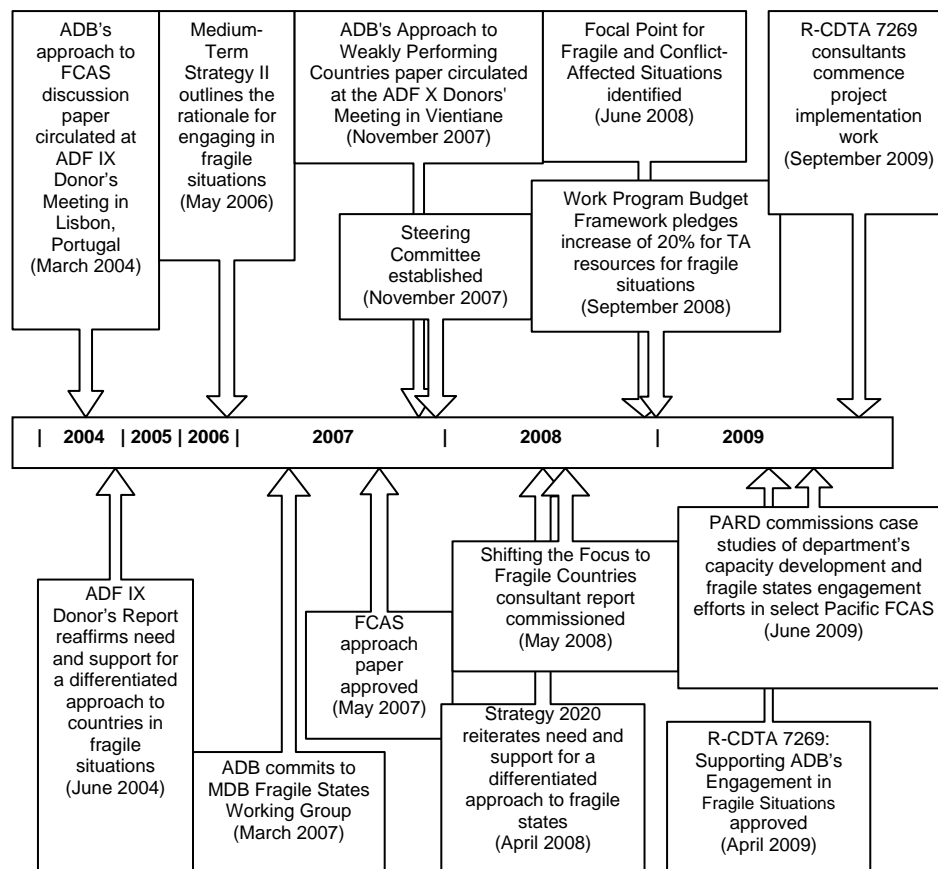 ADB's
approach to
FCAS
discussion
paper
circulated at
ADF IX
Donor's
Meeting in
Lisbon,
Portugal
(March 2004)
Medium-
Term
Strategy II
outlines the
rationale for
engaging in
fragile
situations
(May 2006)
ADB's Approach to
Weakly Performing
Countries paper circulated
at the ADF X Donors'
Meeting in Vientiane
(November 2007)
Steering
Committee
established
(November 2007)
Focal Point for
Fragile and Conflict-
Affected Situations
identified
(June 2008)
Work Program Budget
Framework pledges
increase of 20% for TA
resources for fragile
situations
(September 2008)
R-CDTA 7269
consultants
commence
project
implementation
work
(September 2009)
| 2004 | 2005 | 2006 | 2007 | 2008 | 2009
ADF IX
Donor's Report
reaffirms need
and support for
a differentiated
approach to
countries in
fragile
situations
(June 2004)
ADB commits to
MDB Fragile States
Working Group
(March 2007)
FCAS
approach
paper
approved
(May 2007)
Shifting the Focus to
Fragile Countries
consultant report
commissioned
(May 2008)
Strategy 2020
reiterates need and
support for a
differentiated
approach to fragile
states
(April 2008)
PARD commissions case
studies of department's
capacity development and
fragile states engagement
efforts in select Pacific FCAS
(June 2009)
R-CDTA 7269:
Supporting ADB's
Engagement in
Fragile Situations
approved
(April 2009)